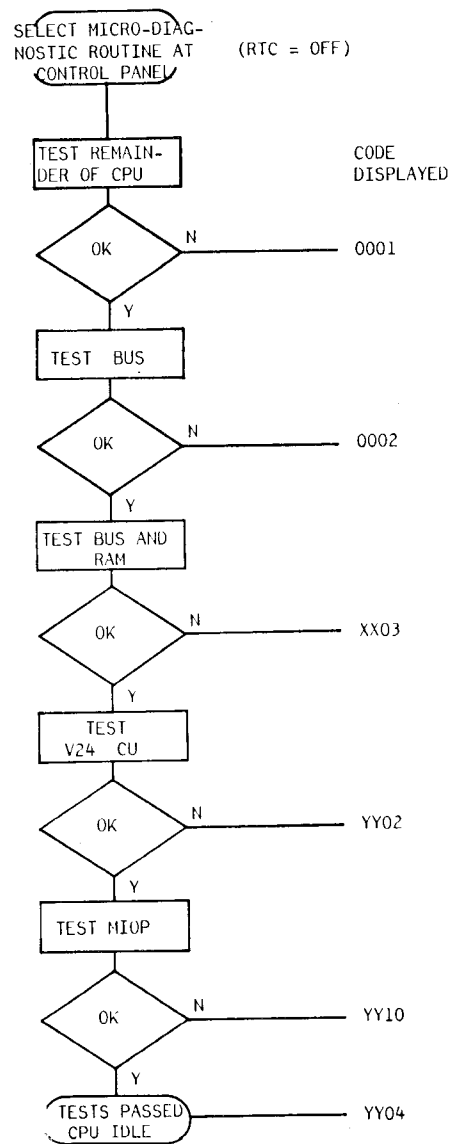 SELECT MICRO-DIAG-
NOSTIC ROUTINE AT
CONTROL PANEL
(RTC = OFF)
TEST REMAIN-
DER OF CPU
CODE
DISPLAYED
OK
N
0001
Y
TEST BUS
OK
N
0002
Y
TEST BUS AND
RAM
OK
N
XX03
Y
TEST
V24 CU
OK
N
YY02
Y
TEST MIOP
OK
N
YY10
Y
TESTS PASSED
CPU IDLE
YY04